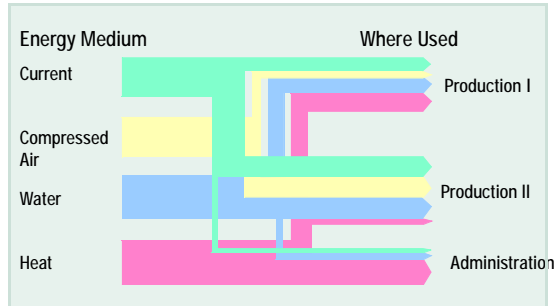 Energy Medium
Where Used
Current
Production I
Compressed
Air
Water
Production II
Heat
Administration